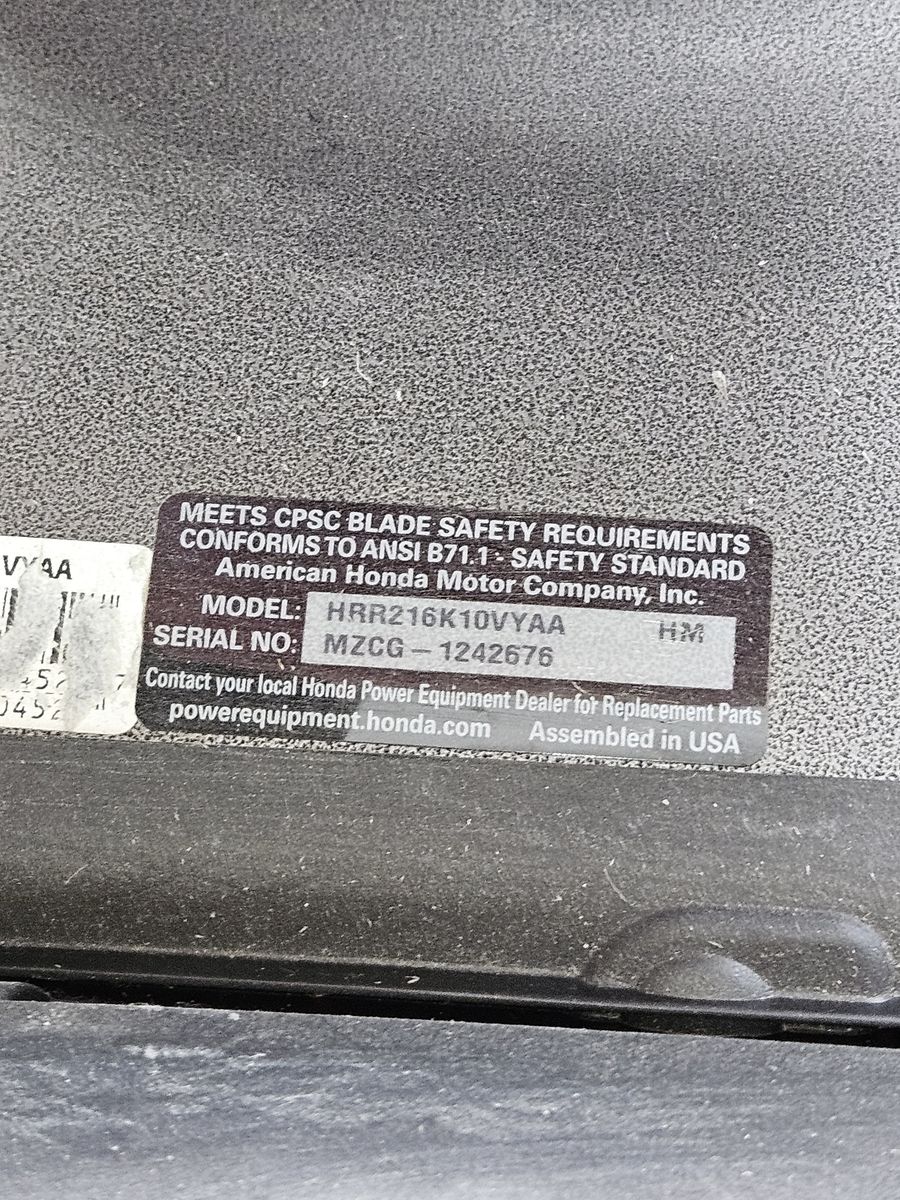 MEETS CPSC BLADE SAFETY REQUIREMENTS
CONFORMS TO ANSI B71.1 - SAFETY STANDARD
American Honda Motor Company, Inc.
MODEL: HRR216K10VYAA HM
SERIAL NO: MZCG - 1242676
Contact your local Honda Power Equipment Dealer for Replacement Parts
powerequipment.honda.com Assembled in USA
VYAA